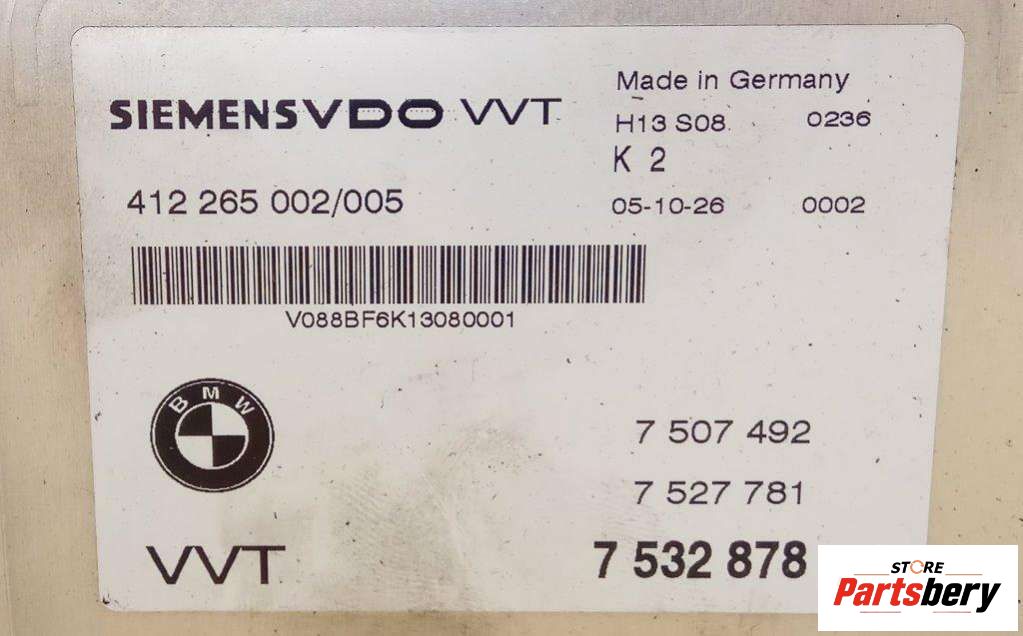 SIEMENSVDO VVT
Made in Germany
H13 S08 0236
K 2
412 265 002/005
05-10-26 0002
V088BF6K13080001
BMW
7 507 492
7 527 781
VVT
7 532 878
STORE
Partsbery